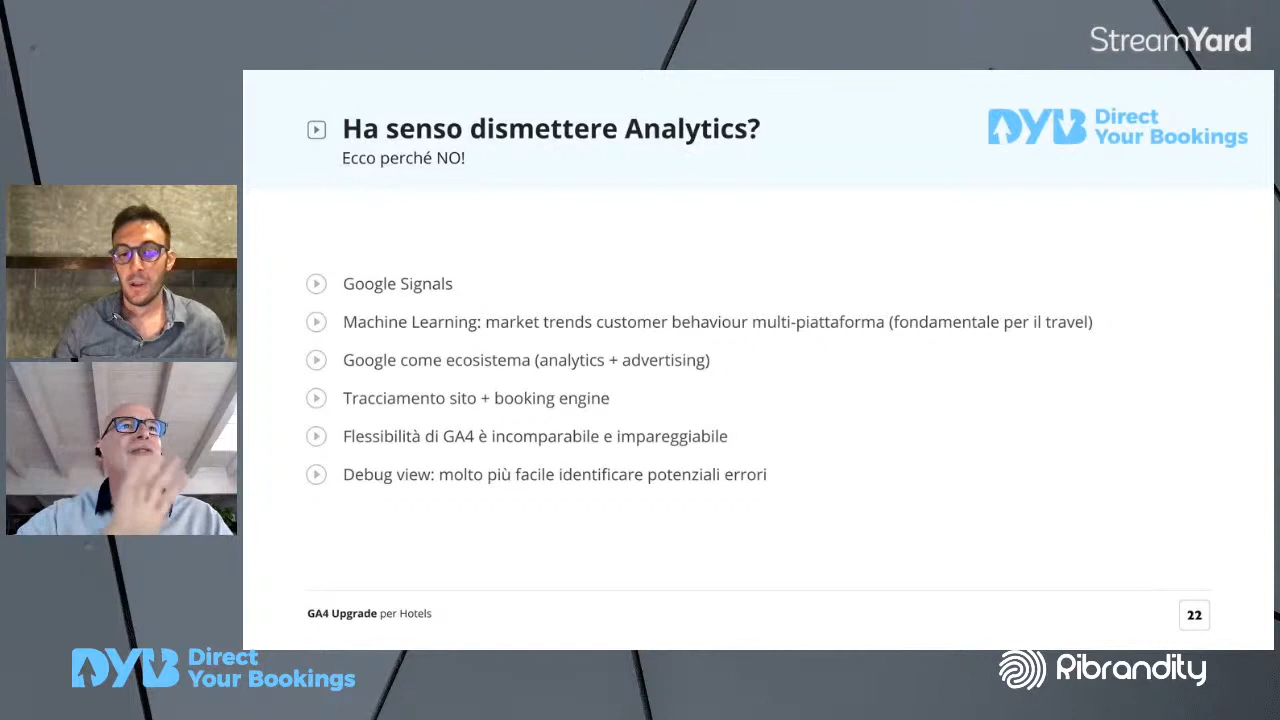 StreamYard
Ha senso dismettere Analytics?
Ecco perché NO!
DYB Direct
Your Bookings
Google Signals
Machine Learning: market trends customer behaviour multi-piattaforma (fondamentale per il travel)
Google come ecosistema (analytics + advertising)
Tracciamento sito + booking engine
Flessibilità di GA4 è incomparabile e impareggiabile
Debug view: molto più facile identificare potenziali errori
GA4 Upgrade per Hotels
22
DYB Direct
Your Bookings
Ribrandity